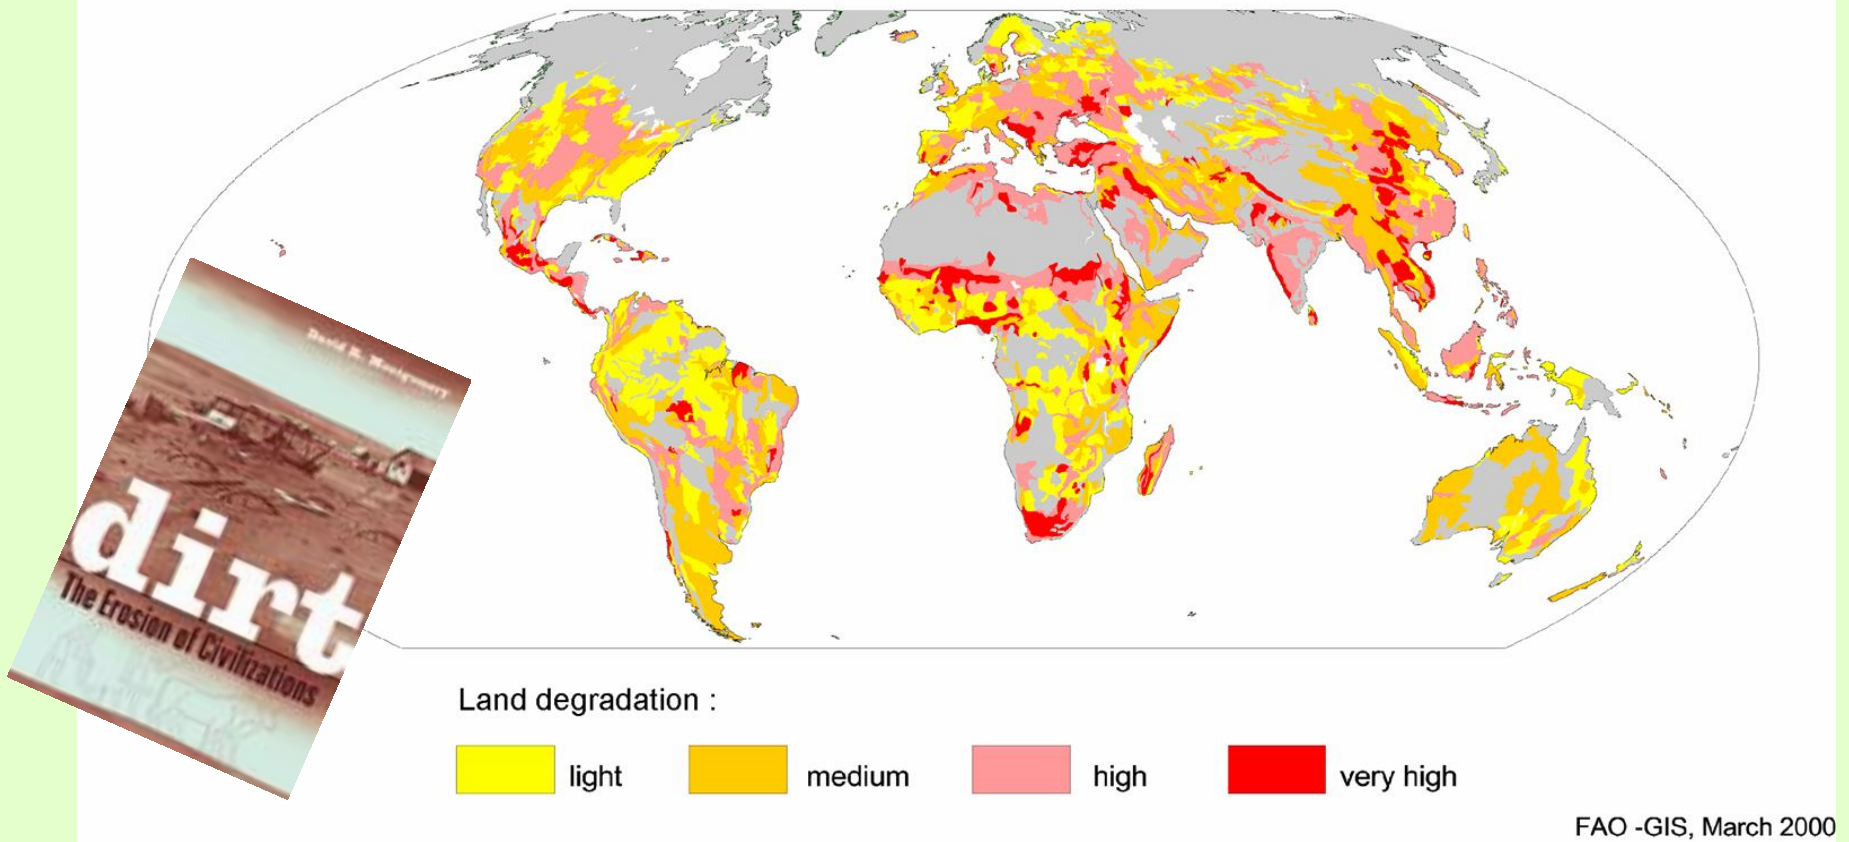 David R. Montgomery
dirt
The Erosion of Civilizations
Land degradation :
light
medium
high
very high
FAO -GIS, March 2000